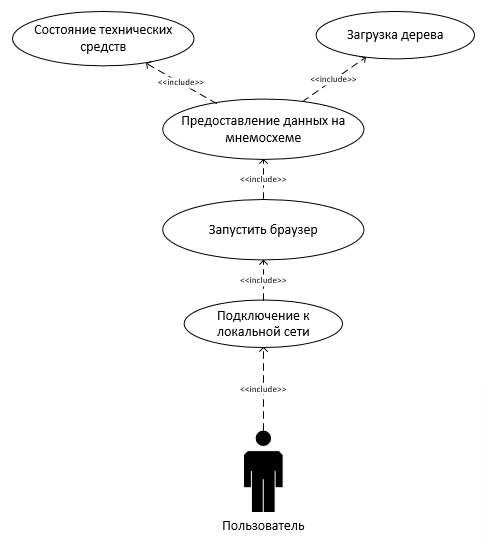 Состояние технических
средств
Загрузка дерева
<<include>>
<<include>>
Предоставление данных на
мнемосхеме
<<include>>
Запустить браузер
<<include>>
Подключение к
локальной сети
<<include>>
Пользователь